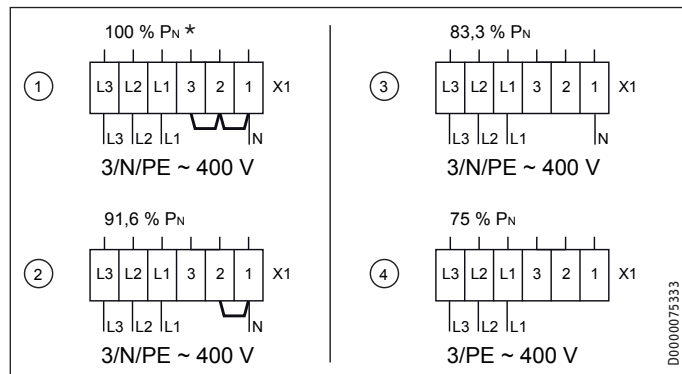 100 % PN *
1
L3 L2 L1 3 2 1 X1
L3 L2 L1 N
3/N/PE ~ 400 V
91,6 % PN
2
L3 L2 L1 3 2 1 X1
L3 L2 L1 N
3/N/PE ~ 400 V
83,3 % PN
3
L3 L2 L1 3 2 1 X1
L3 L2 L1 N
3/N/PE ~ 400 V
75 % PN
4
L3 L2 L1 3 2 1 X1
L3 L2 L1
3/PE ~ 400 V
D0000075333